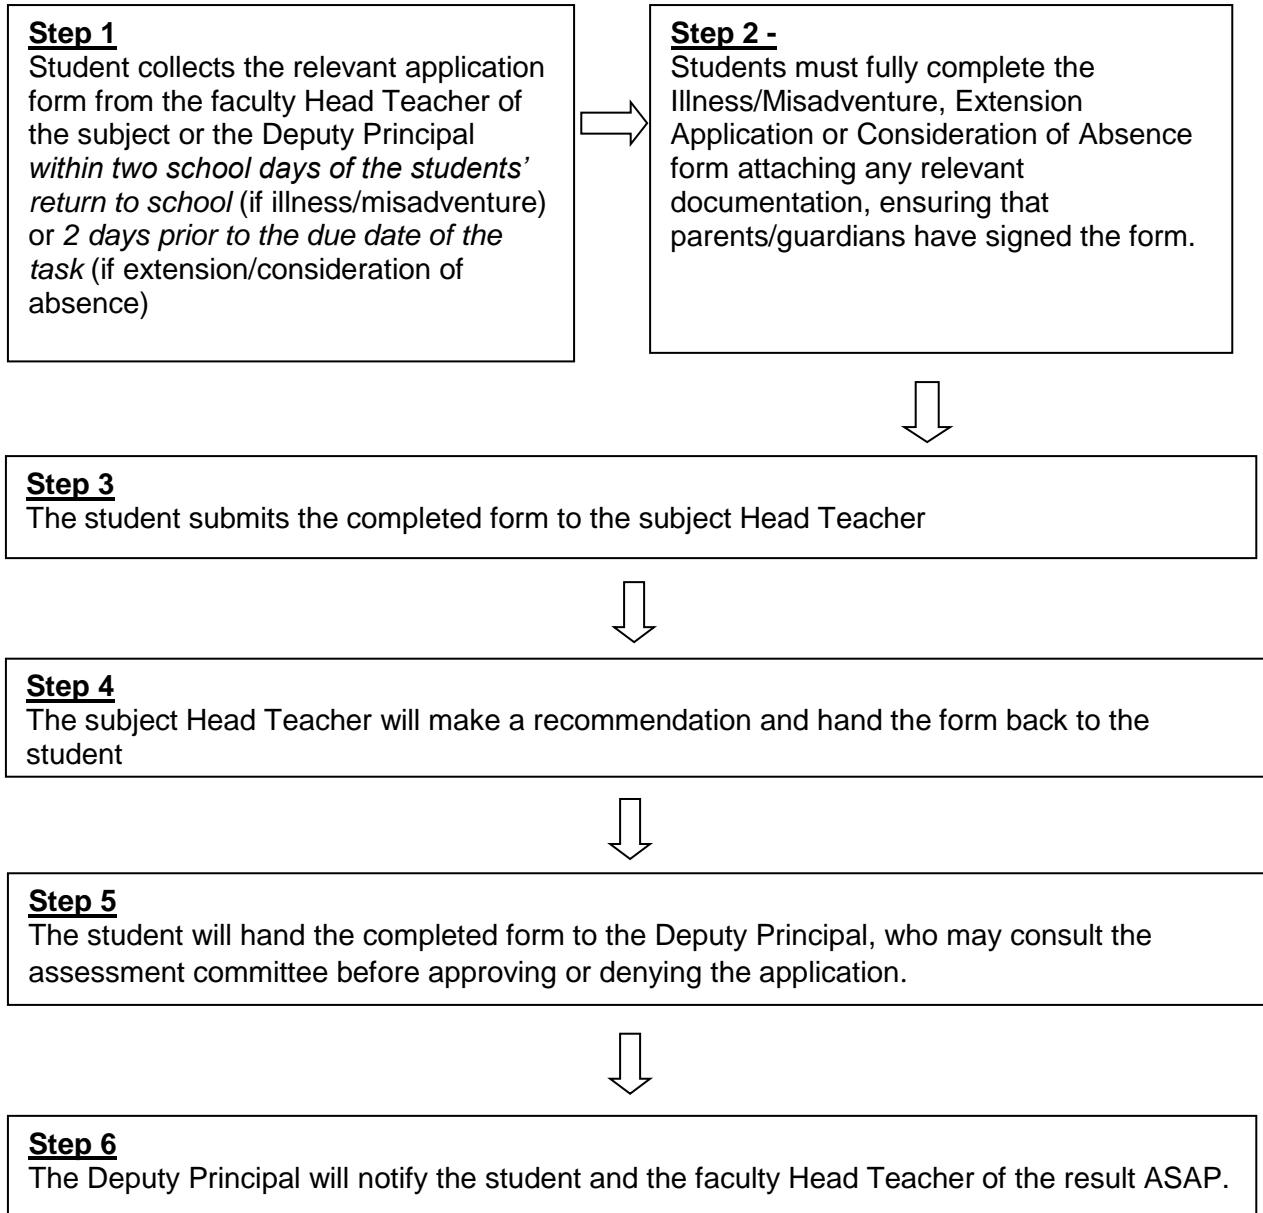 Step 1
Student collects the relevant application
form from the faculty Head Teacher of
the subject or the Deputy Principal
within two school days of the students’
return to school (if illness/misadventure)
or 2 days prior to the due date of the
task (if extension/consideration of
absence)
Step 2 -
Students must fully complete the
Illness/Misadventure, Extension
Application or Consideration of Absence
form attaching any relevant
documentation, ensuring that
parents/guardians have signed the form.
Step 3
The student submits the completed form to the subject Head Teacher
Step 4
The subject Head Teacher will make a recommendation and hand the form back to the
student
Step 5
The student will hand the completed form to the Deputy Principal, who may consult the
assessment committee before approving or denying the application.
Step 6
The Deputy Principal will notify the student and the faculty Head Teacher of the result ASAP.